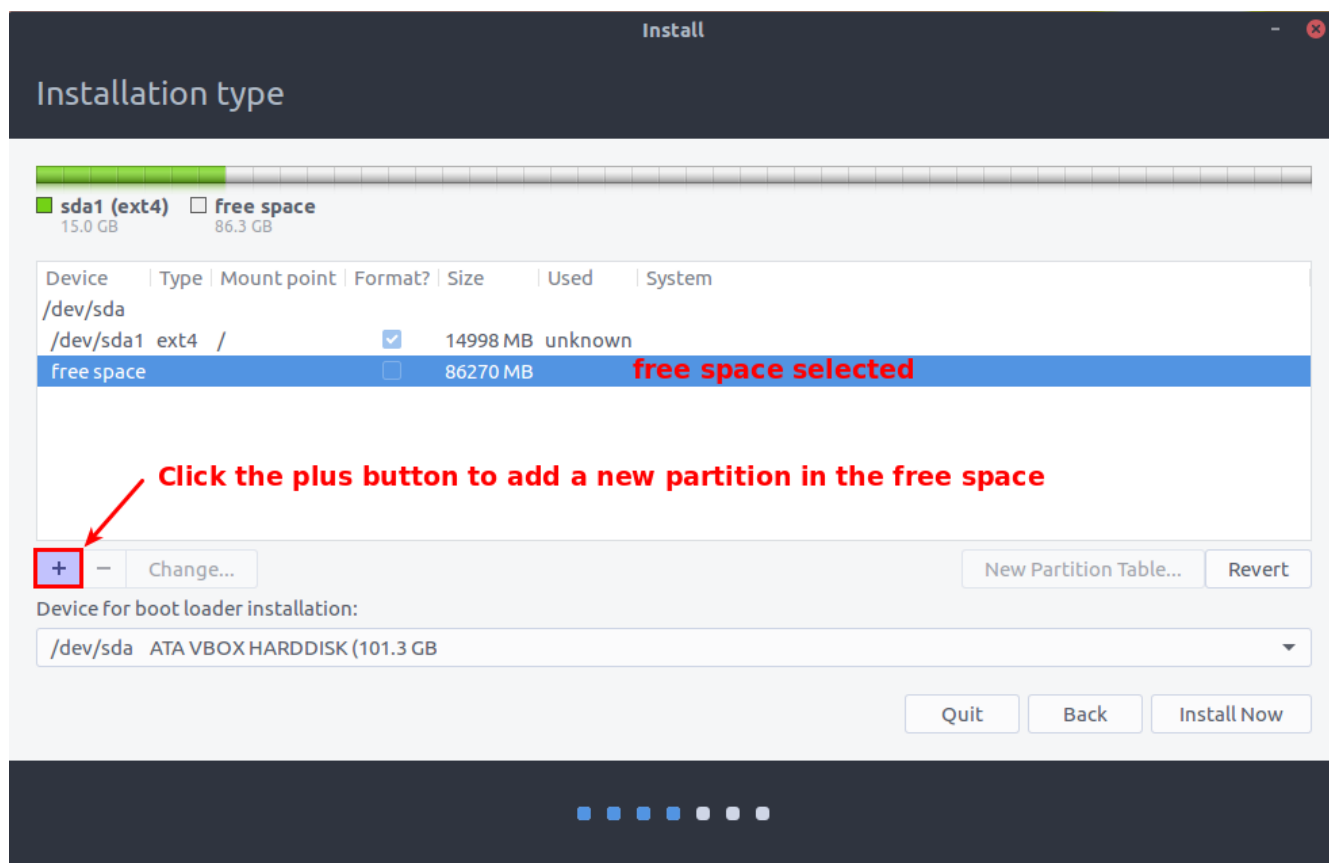 Install
Installation type
sda1 (ext4) free space
15.0 GB 86.3 GB
Device Type Mount point Format? Size Used System
/dev/sda
/dev/sda1 ext4 / 14998 MB unknown
free space 86270 MB free space selected
Click the plus button to add a new partition in the free space
+ − Change... New Partition Table... Revert
Device for boot loader installation:
/dev/sda ATA VBOX HARDDISK (101.3 GB
Quit Back Install Now